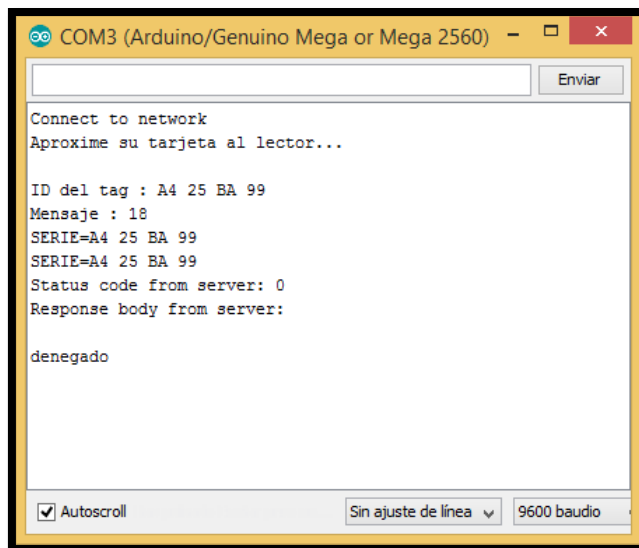 COM3 (Arduino/Genuino Mega or Mega 2560)
Enviar
Connect to network
Aproxime su tarjeta al lector...
ID del tag : A4 25 BA 99
Mensaje : 18
SERIE=A4 25 BA 99
SERIE=A4 25 BA 99
Status code from server: 0
Response body from server:
denegado
Autoscroll
Sin ajuste de línea
9600 baudio